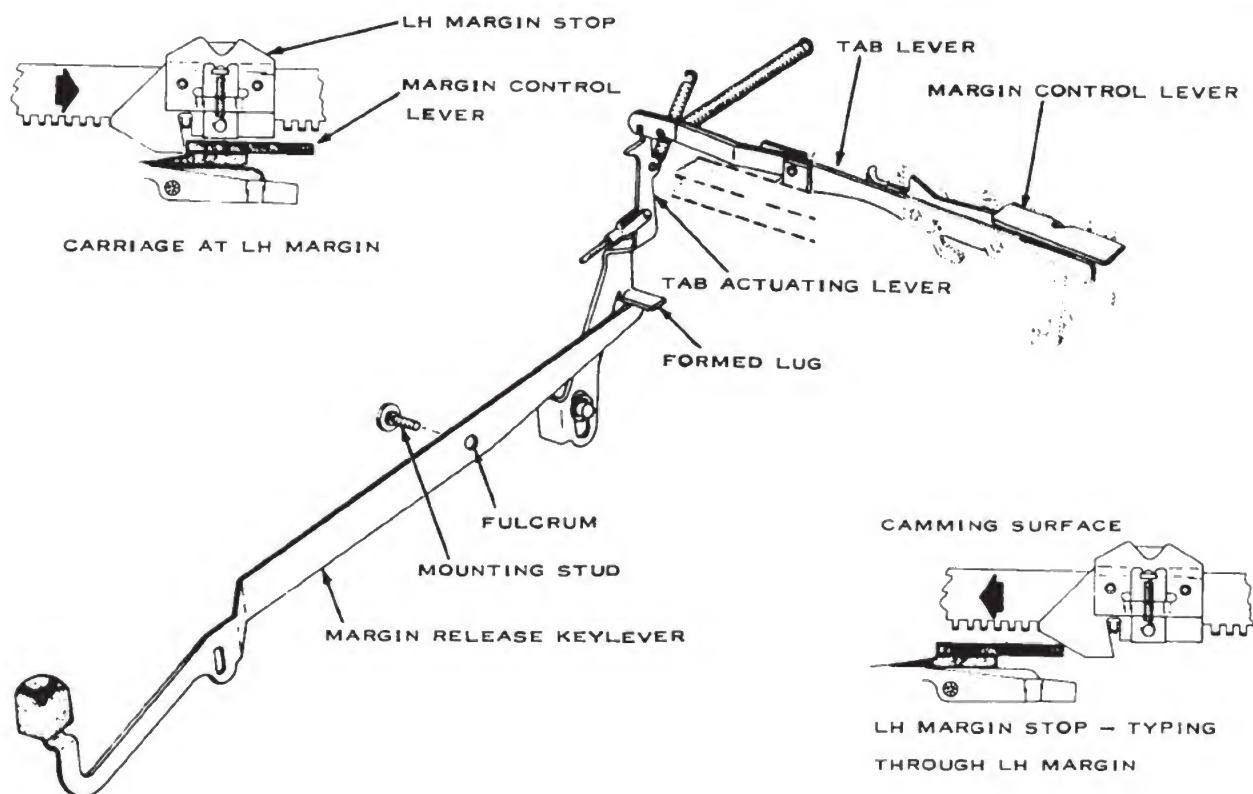 LH MARGIN STOP
TAB LEVER
MARGIN CONTROL
LEVER
MARGIN CONTROL LEVER
CARRIAGE AT LH MARGIN
TAB ACTUATING LEVER
FORMED LUG
FULCRUM
MOUNTING STUD
MARGIN RELEASE KEYLEVER
CAMMING SURFACE
LH MARGIN STOP – TYPING
THROUGH LH MARGIN